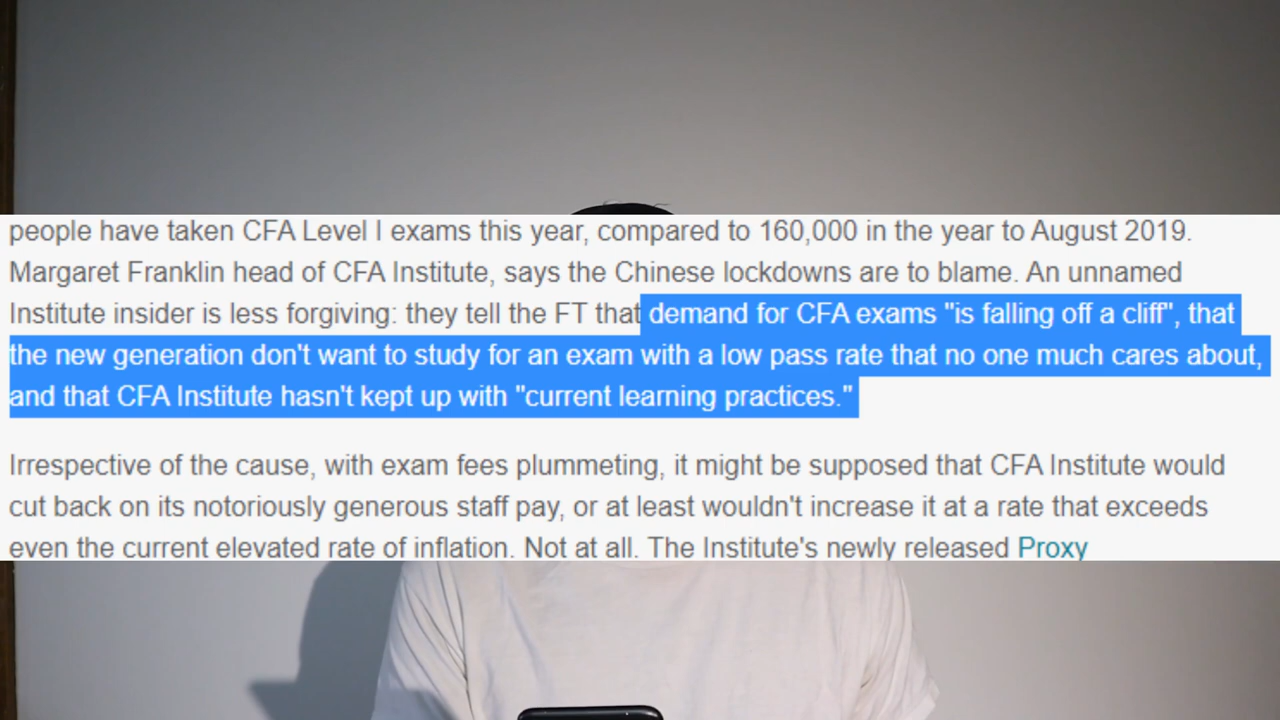 people have taken CFA Level I exams this year, compared to 160,000 in the year to August 2019.
Margaret Franklin head of CFA Institute, says the Chinese lockdowns are to blame. An unnamed
Institute insider is less forgiving: they tell the FT that demand for CFA exams "is falling off a cliff", that
the new generation don't want to study for an exam with a low pass rate that no one much cares about,
and that CFA Institute hasn't kept up with "current learning practices."
Irrespective of the cause, with exam fees plummeting, it might be supposed that CFA Institute would
cut back on its notoriously generous staff pay, or at least wouldn't increase it at a rate that exceeds
even the current elevated rate of inflation. Not at all. The Institute's newly released Proxy